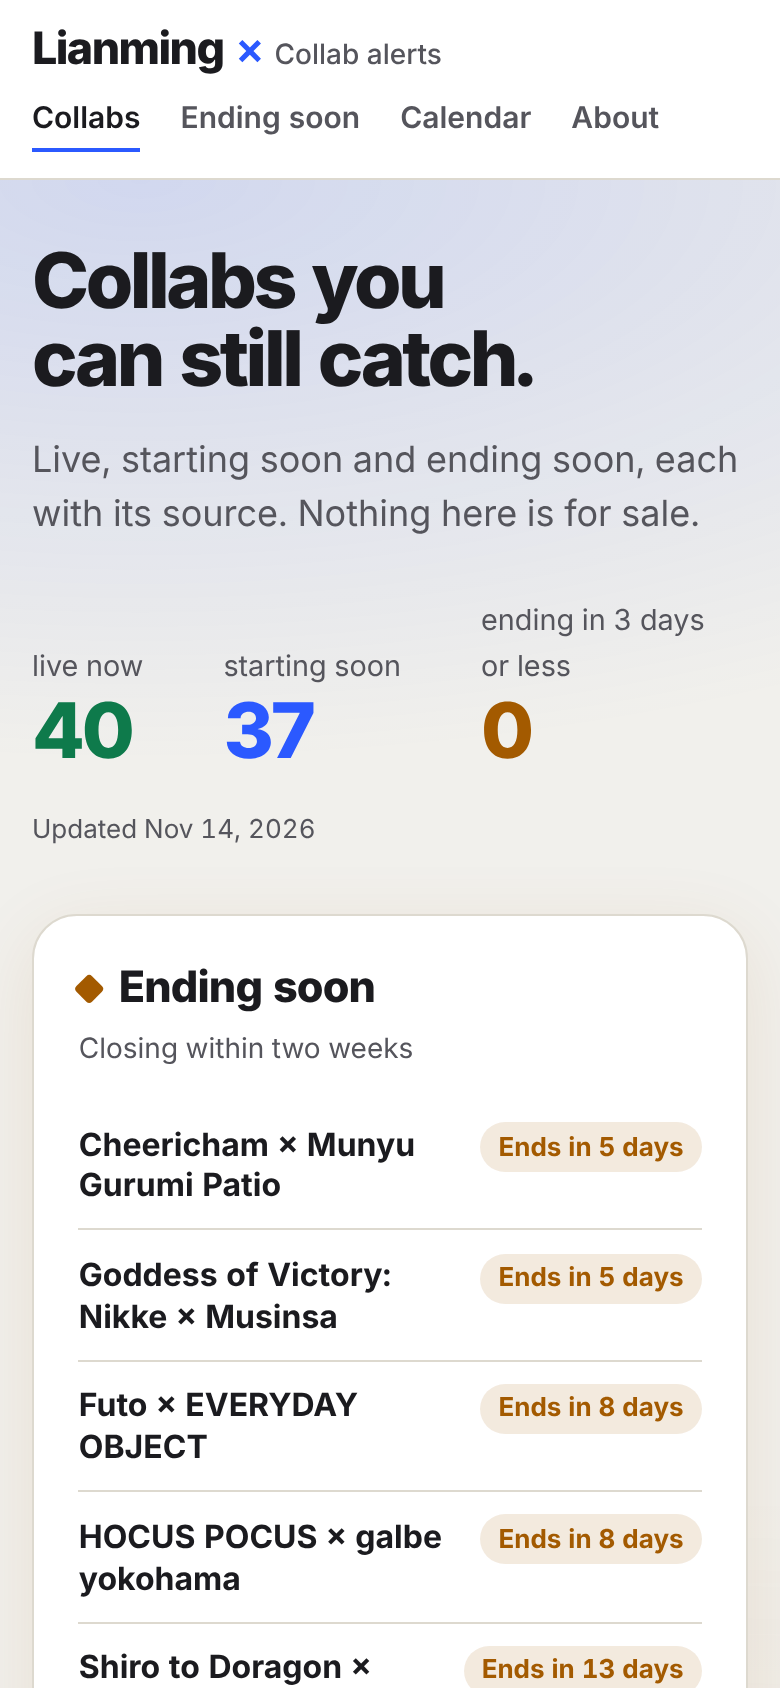 Lianming × Collab alerts
Collabs Ending soon Calendar About
Collabs you
can still catch.
Live, starting soon and ending soon, each
with its source. Nothing here is for sale.
live now
40
starting soon
37
ending in 3 days
or less
0
Updated Nov 14, 2026
Ending soon
Closing within two weeks
Cheericham × Munyu
Gurumi Patio
Ends in 5 days
Goddess of Victory:
Nikke × Musinsa
Ends in 5 days
Futo × EVERYDAY
OBJECT
Ends in 8 days
HOCUS POCUS × galbe
yokohama
Ends in 8 days
Shiro to Doragon ×
Ends in 13 days